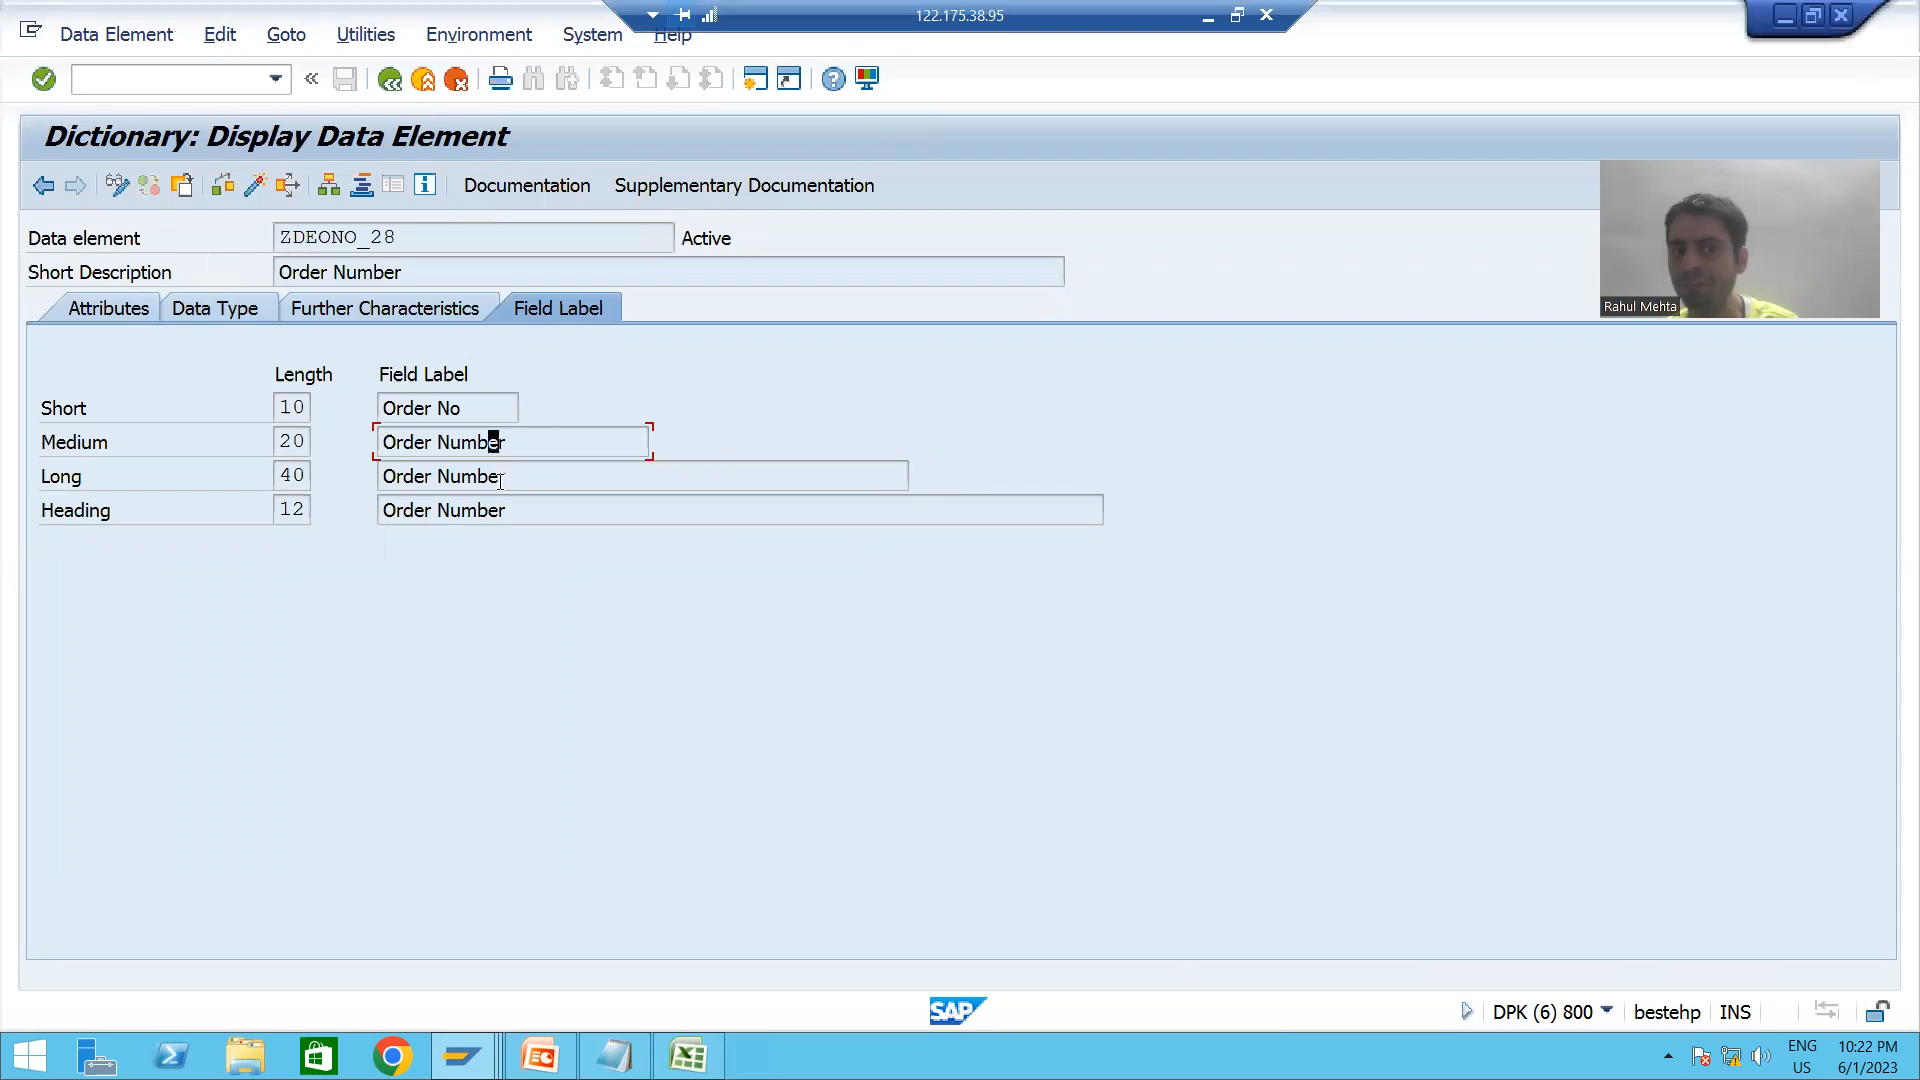 122.175.38.95
Data Element Edit Goto Utilities Environment System Help
Dictionary: Display Data Element
Documentation Supplementary Documentation
Data element ZDEONO_28 Active
Short Description Order Number
Attributes Data Type Further Characteristics Field Label
Rahul Mehta
Length Field Label
Short 10 Order No
Medium 20 Order Number
Long 40 Order Number
Heading 12 Order Number
SAP DPK (6) 800 bestehp INS
ENG 10:22 PM
US 6/1/2023